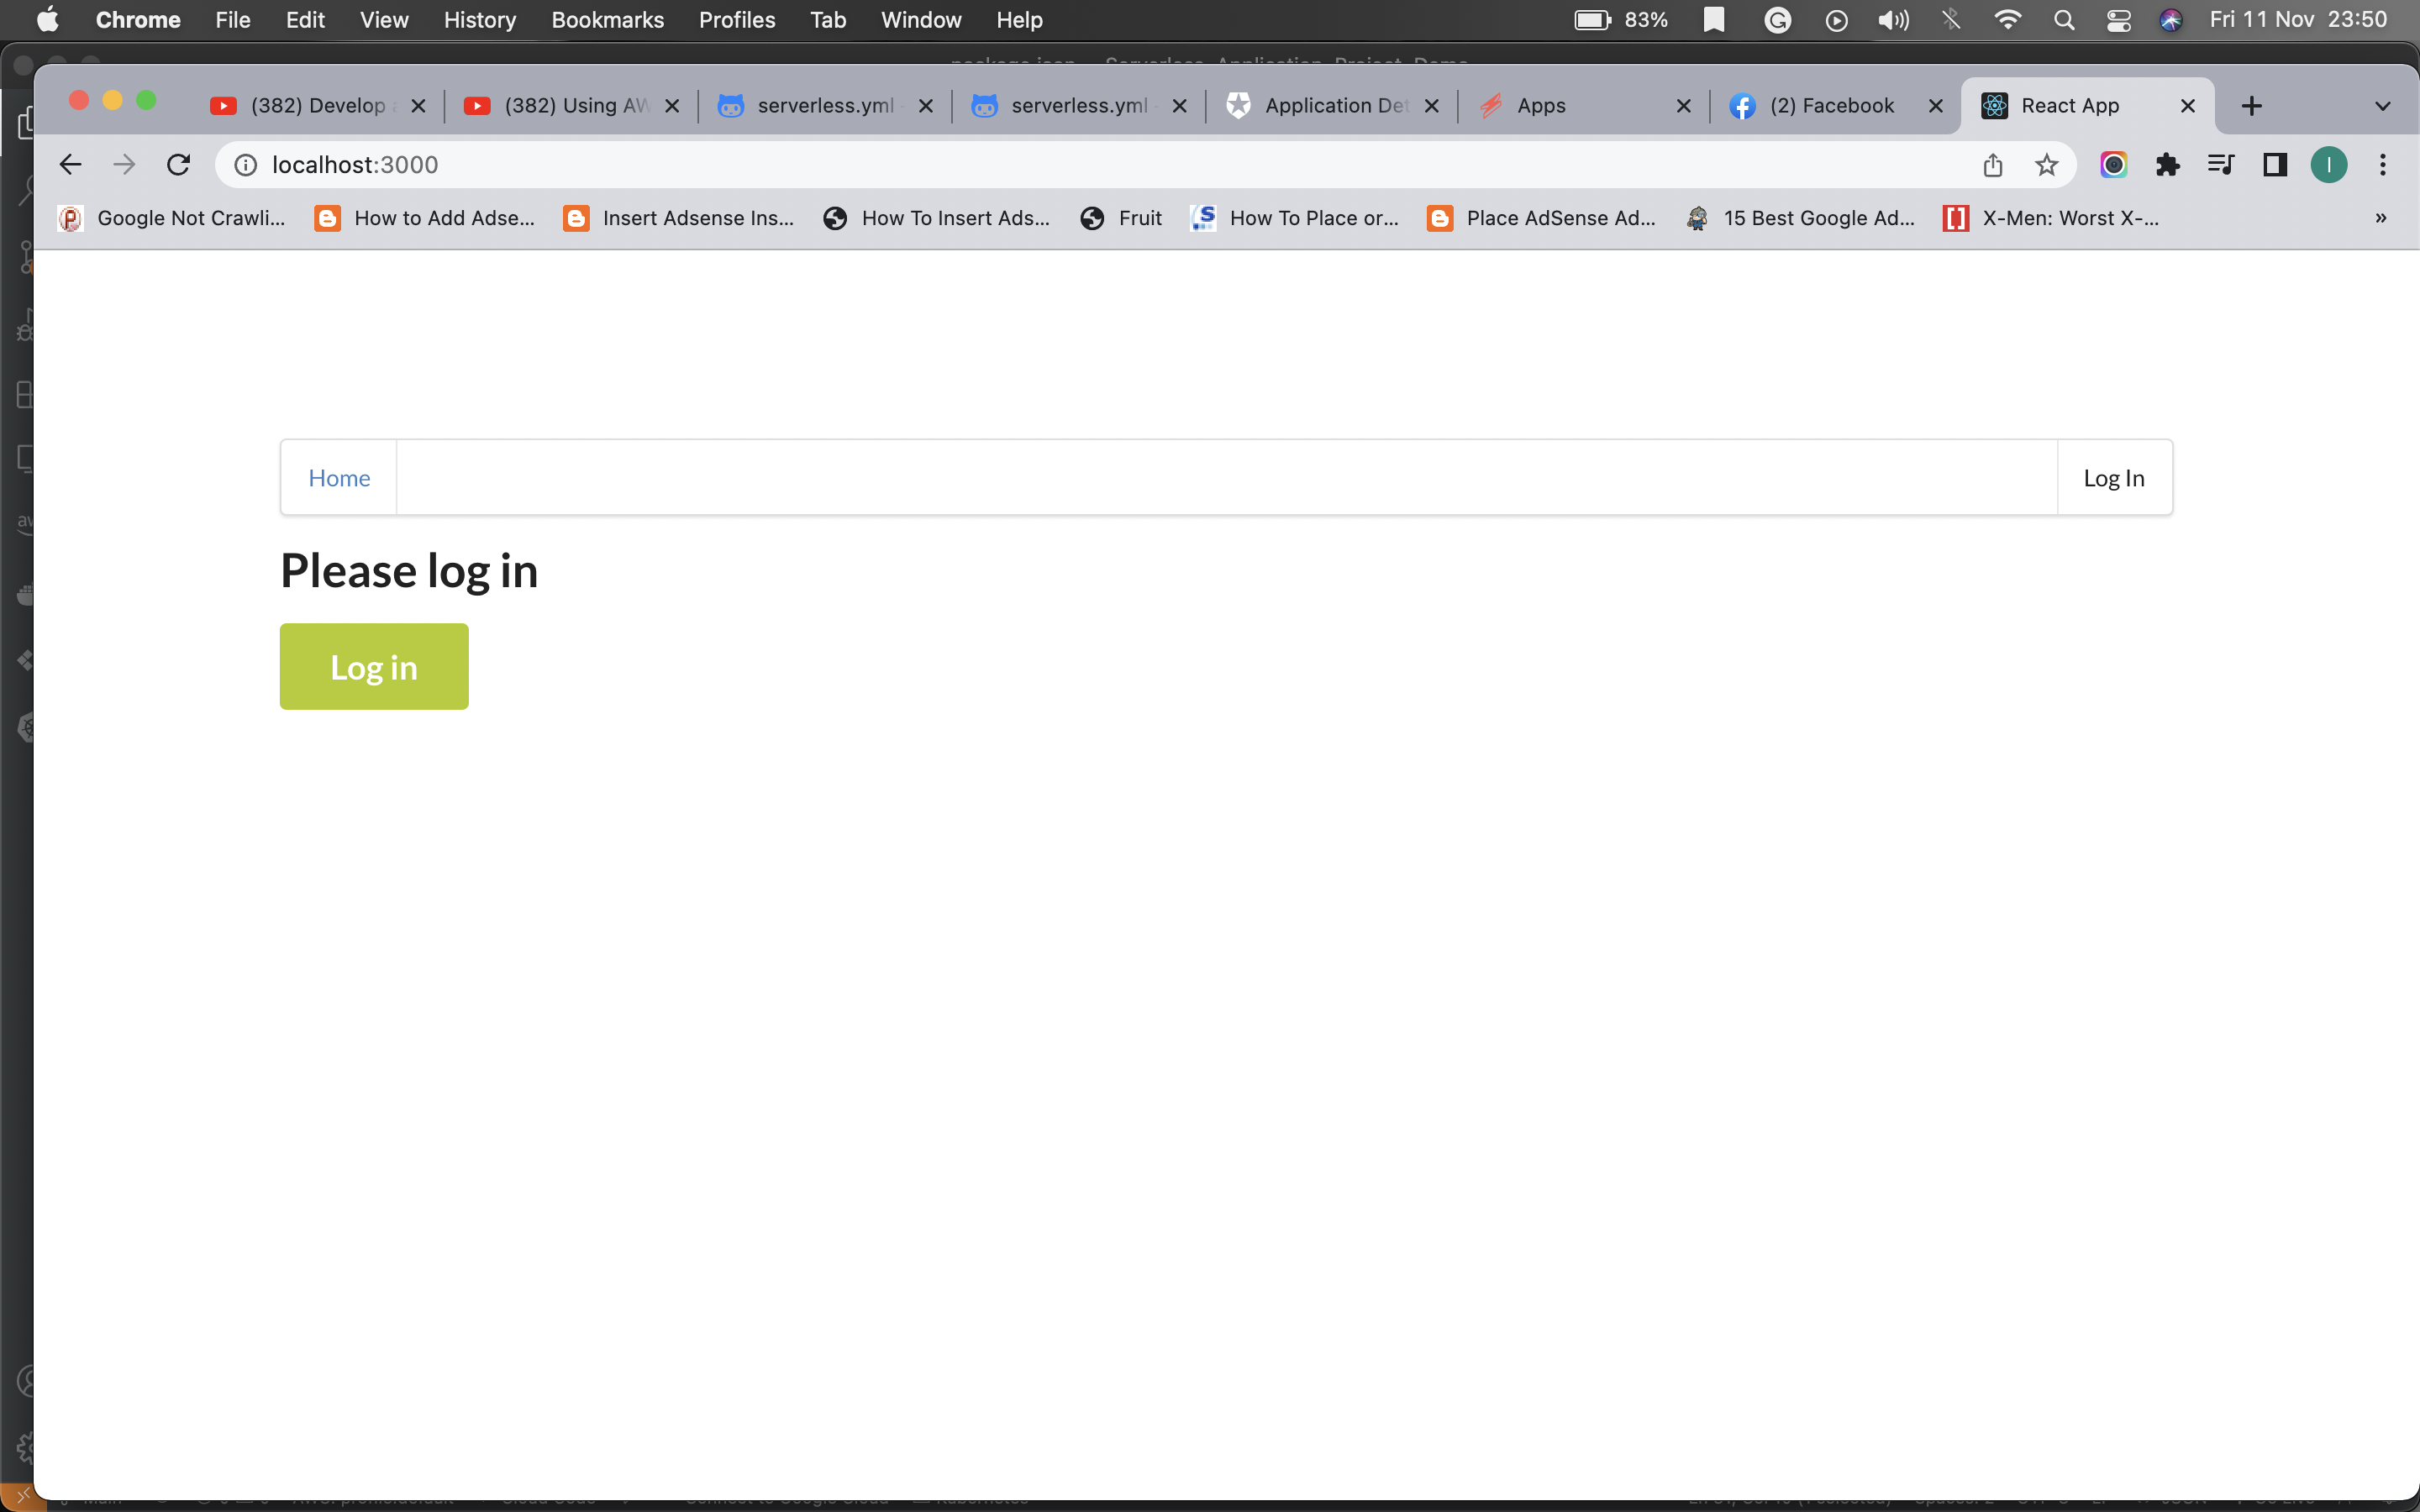 Chrome File Edit View History Bookmarks Profiles Tab Window Help 83% Fri 11 Nov 23:50
package.json — Serverless_Application_Project_Demo
(382) Develop (382) Using AW serverless.yml serverless.yml Application Det Apps (2) Facebook React App
localhost:3000
Google Not Crawli... How to Add Adse... Insert Adsense Ins... How To Insert Ads... Fruit How To Place or... Place AdSense Ad... 15 Best Google Ad... X-Men: Worst X-... »
Home Log In
Please log in
Log in